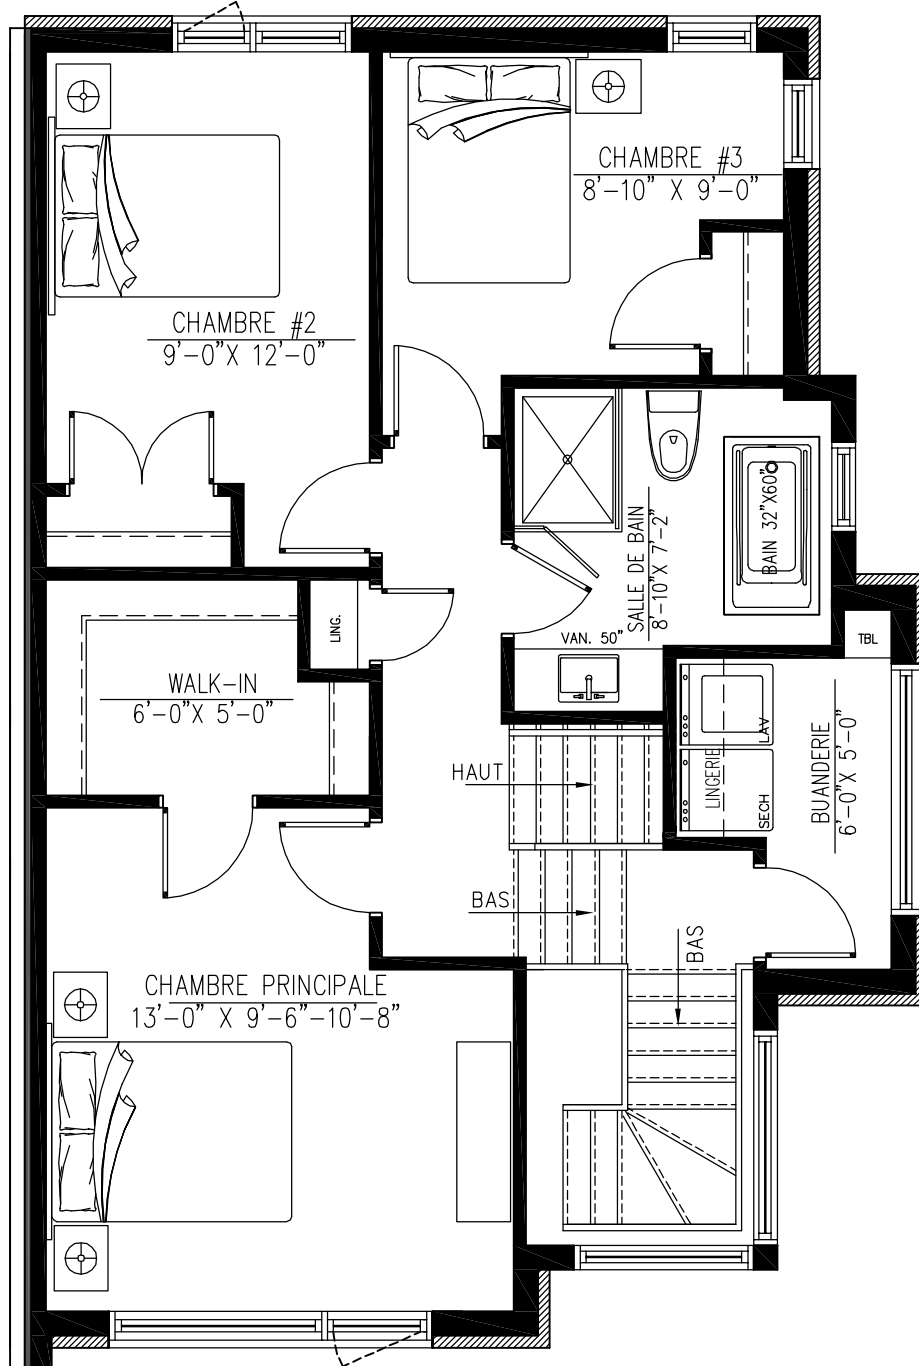 CHAMBRE #3
8'-10" X 9'-0"
CHAMBRE #2
9'-0"X 12'-0"
SALLE DE BAIN
8'-10"X 7'-2"
BAIN 32"X60"
VAN. 50"
LING.
TBL
WALK-IN
6'-0"X 5'-0"
LAV
LINGERIE
SECH
BUANDERIE
6'-0"X 5'-0"
HAUT
BAS
BAS
CHAMBRE PRINCIPALE
13'-0" X 9'-6"-10'-8"